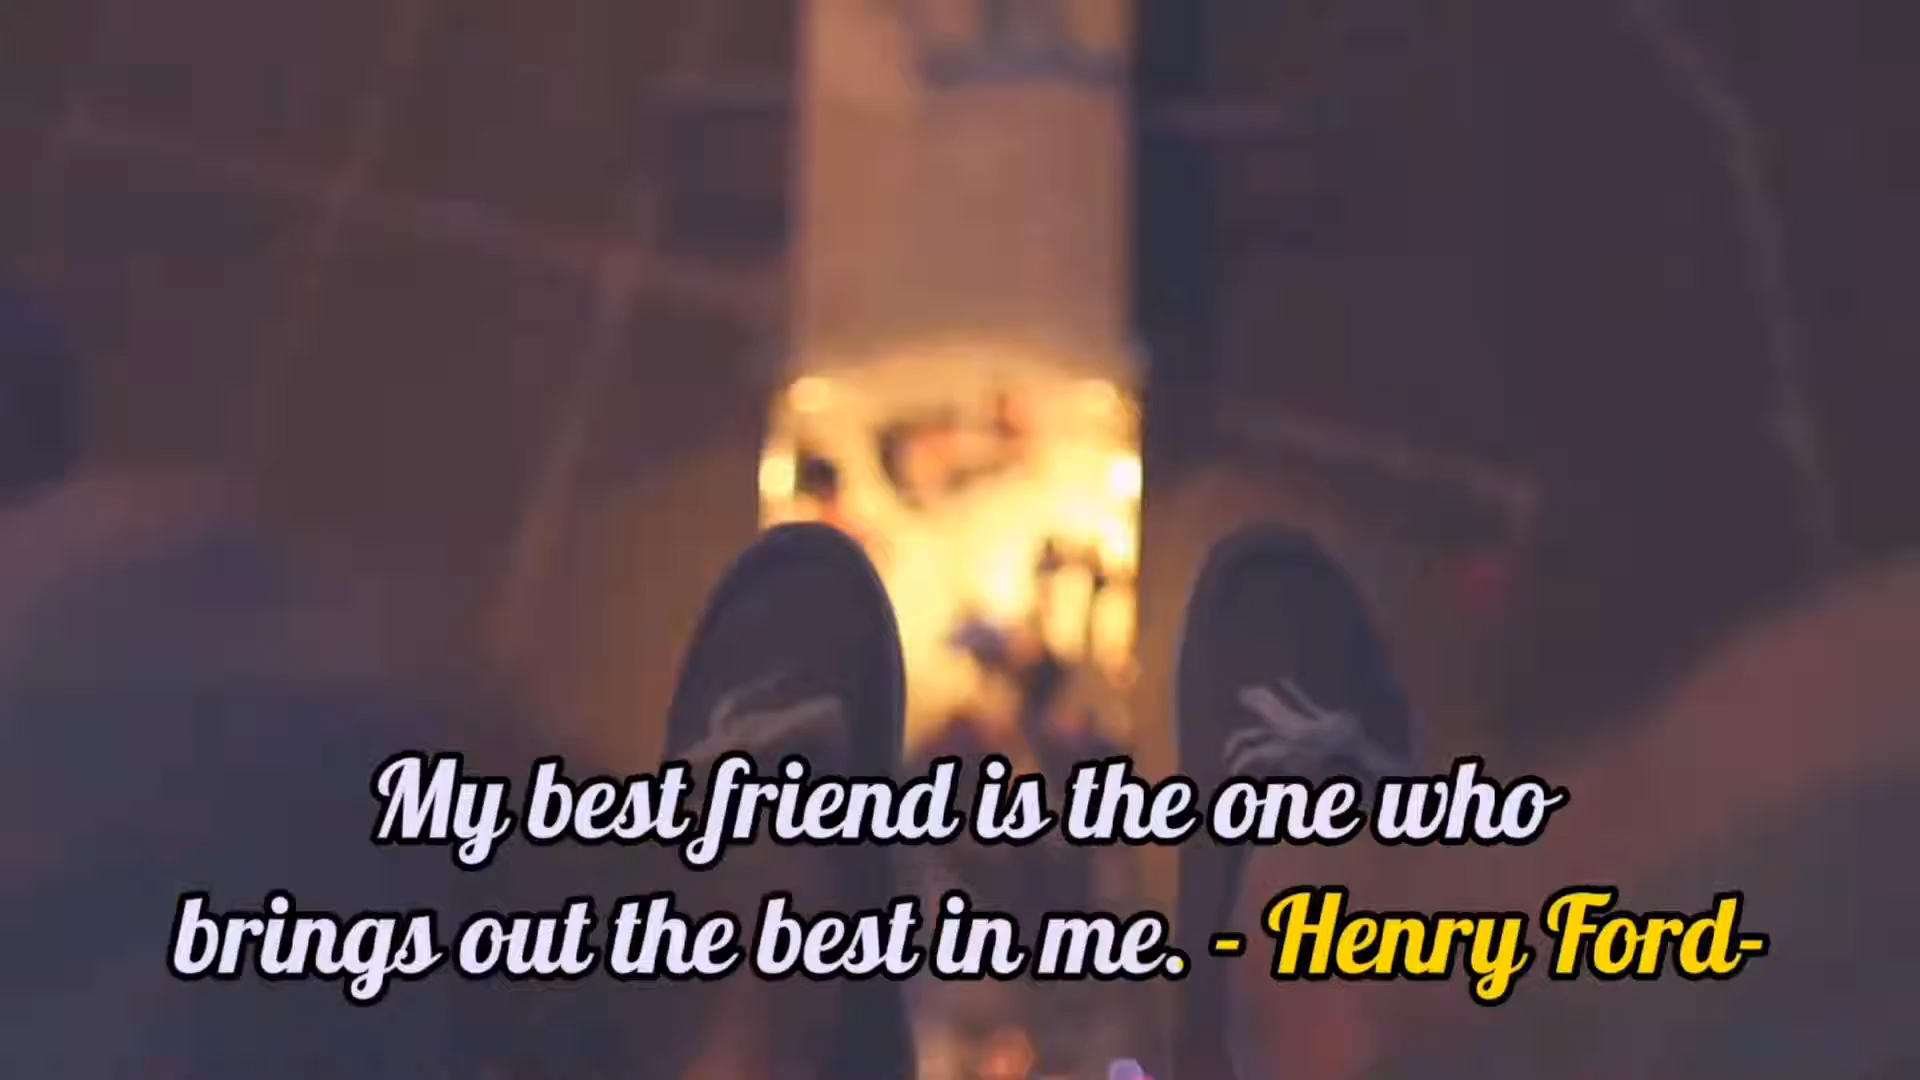 My best friend is the one who
brings out the best in me. - Henry Ford-